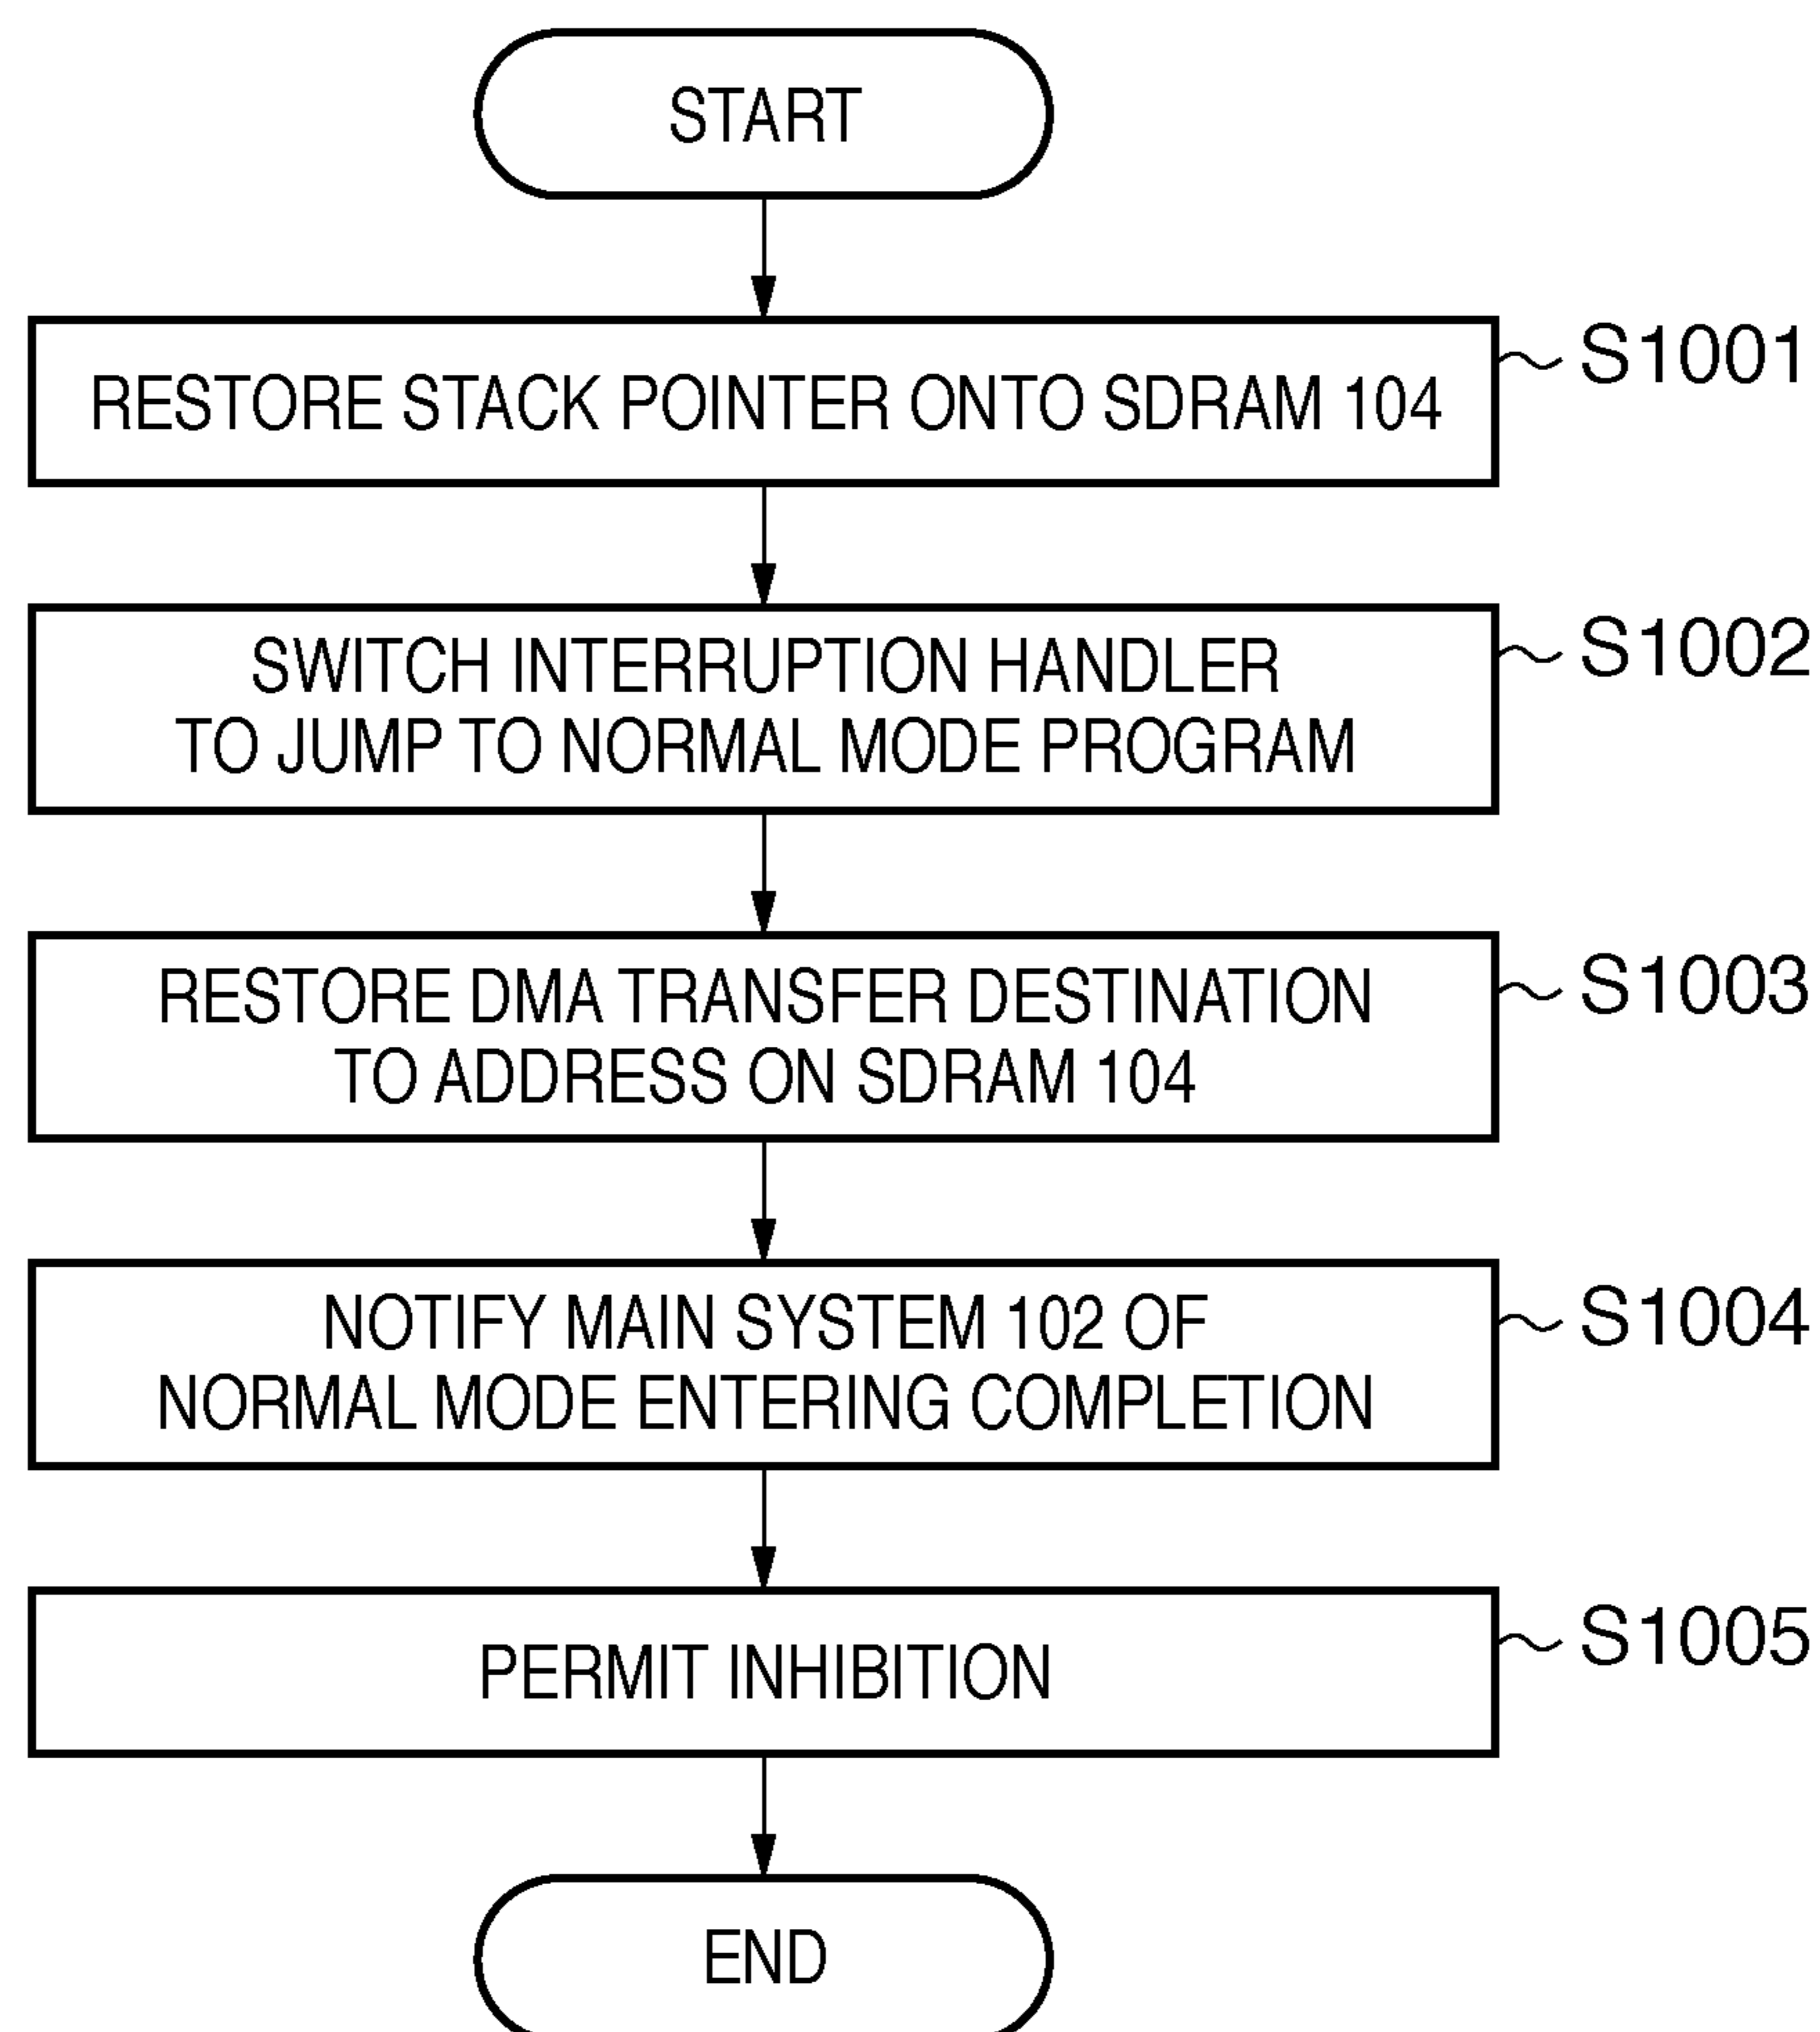 START
RESTORE STACK POINTER ONTO SDRAM 104
S1001
SWITCH INTERRUPTION HANDLER
TO JUMP TO NORMAL MODE PROGRAM
S1002
RESTORE DMA TRANSFER DESTINATION
TO ADDRESS ON SDRAM 104
S1003
NOTIFY MAIN SYSTEM 102 OF
NORMAL MODE ENTERING COMPLETION
S1004
PERMIT INHIBITION
S1005
END